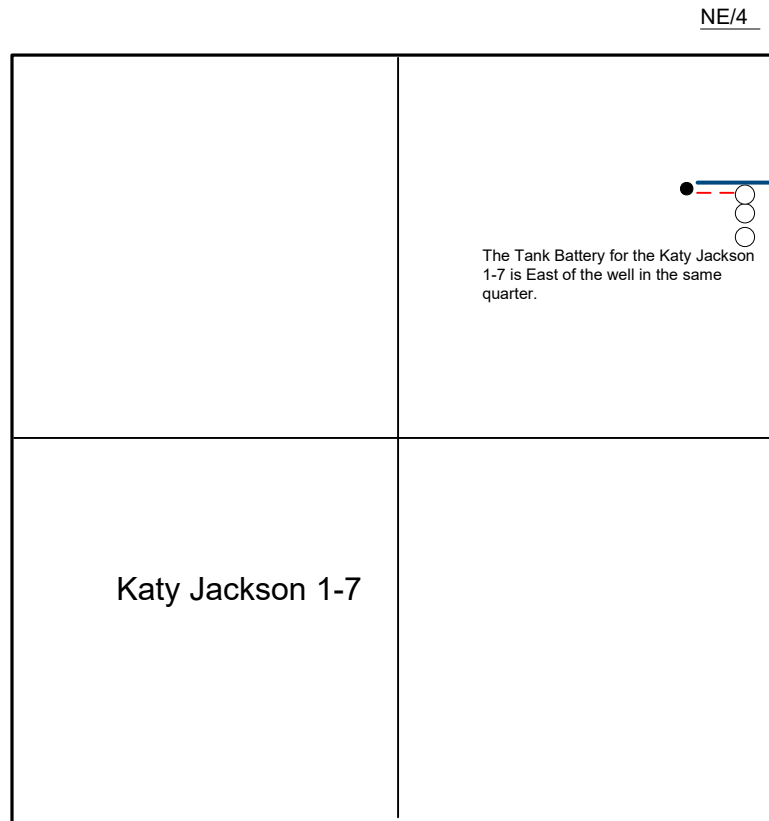 NE/4
The Tank Battery for the Katy Jackson
1-7 is East of the well in the same
quarter.
Katy Jackson 1-7